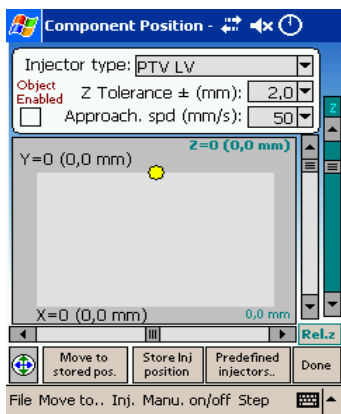 Component Position
Injector type: PTV LV
Object Enabled
Z Tolerance ± (mm): 2,0
Approach. spd (mm/s): 50
Z
Z=0 (0,0 mm)
Y=0 (0,0 mm)
X=0 (0,0 mm)
0,0 mm
Rel.z
Move to stored pos.
Store Inj position
Predefined injectors..
Done
File Move to.. Inj. Manu. on/off Step